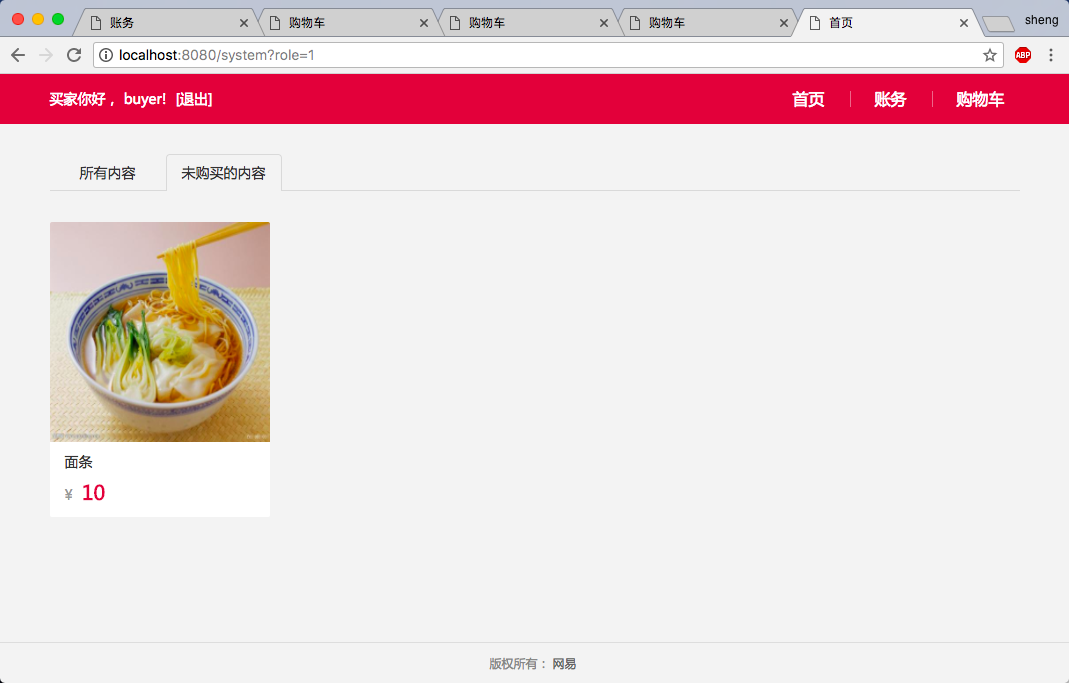 账务 购物车 购物车 购物车 首页 sheng
localhost:8080/system?role=1 ABP
买家你好， buyer! [退出] 首页 账务 购物车
所有内容 未购买的内容
面条
¥ 10
版权所有： 网易